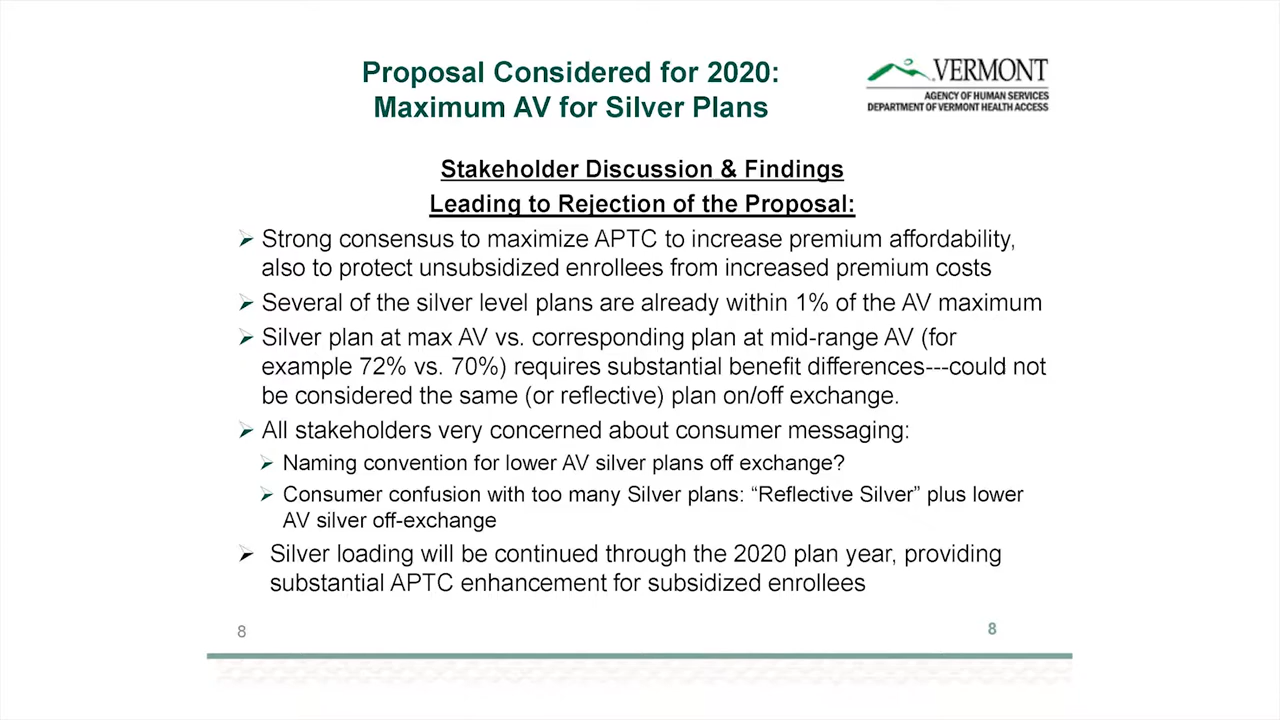 Proposal Considered for 2020:
Maximum AV for Silver Plans
VERMONT
AGENCY OF HUMAN SERVICES
DEPARTMENT OF VERMONT HEALTH ACCESS
Stakeholder Discussion & Findings
Leading to Rejection of the Proposal:
➢ Strong consensus to maximize APTC to increase premium affordability,
also to protect unsubsidized enrollees from increased premium costs
➢ Several of the silver level plans are already within 1% of the AV maximum
➢ Silver plan at max AV vs. corresponding plan at mid-range AV (for
example 72% vs. 70%) requires substantial benefit differences---could not
be considered the same (or reflective) plan on/off exchange.
➢ All stakeholders very concerned about consumer messaging:
➢ Naming convention for lower AV silver plans off exchange?
➢ Consumer confusion with too many Silver plans: “Reflective Silver” plus lower
AV silver off-exchange
➢ Silver loading will be continued through the 2020 plan year, providing
substantial APTC enhancement for subsidized enrollees
8
8